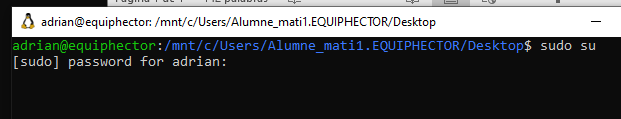 adrian@equiphector: /mnt/c/Users/Alumne_mati1.EQUIPHECTOR/Desktop
adrian@equiphector:/mnt/c/Users/Alumne_mati1.EQUIPHECTOR/Desktop$ sudo su
[sudo] password for adrian: